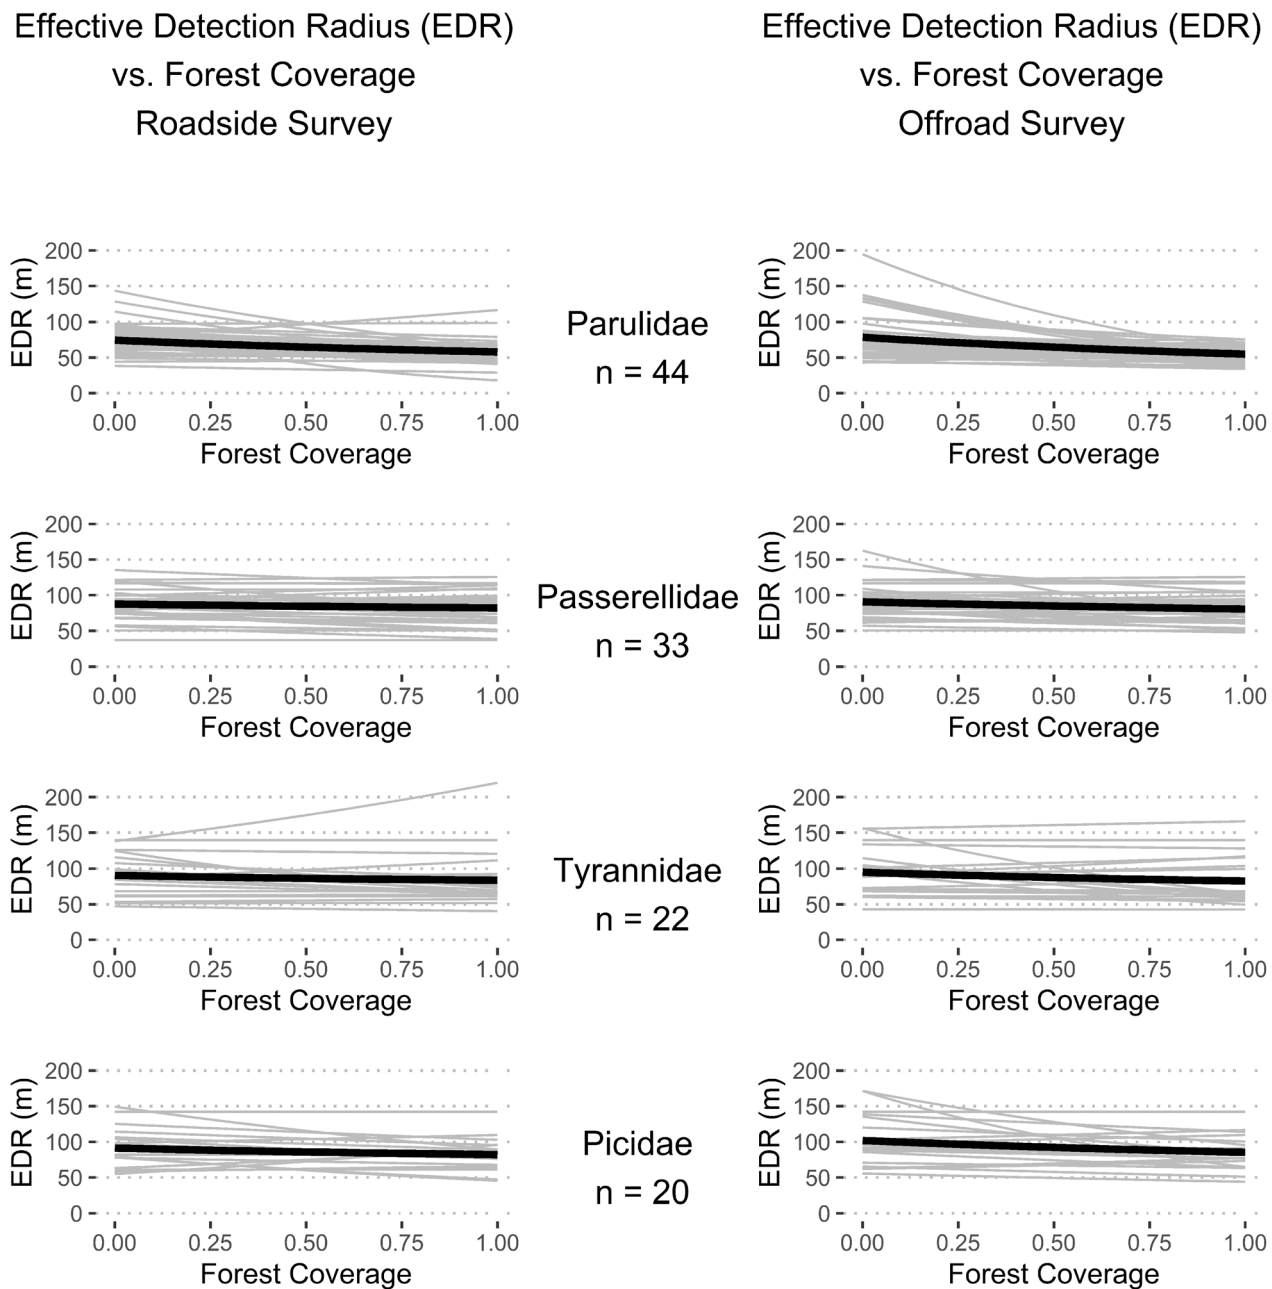 Effective Detection Radius (EDR)
vs. Forest Coverage
Roadside Survey
Effective Detection Radius (EDR)
vs. Forest Coverage
Offroad Survey
EDR (m)
200
150
100
50
0
0.00 0.25 0.50 0.75 1.00
Forest Coverage
Parulidae
n = 44
EDR (m)
200
150
100
50
0
0.00 0.25 0.50 0.75 1.00
Forest Coverage
EDR (m)
200
150
100
50
0
0.00 0.25 0.50 0.75 1.00
Forest Coverage
Passerellidae
n = 33
EDR (m)
200
150
100
50
0
0.00 0.25 0.50 0.75 1.00
Forest Coverage
EDR (m)
200
150
100
50
0
0.00 0.25 0.50 0.75 1.00
Forest Coverage
Tyrannidae
n = 22
EDR (m)
200
150
100
50
0
0.00 0.25 0.50 0.75 1.00
Forest Coverage
EDR (m)
200
150
100
50
0
0.00 0.25 0.50 0.75 1.00
Forest Coverage
Picidae
n = 20
EDR (m)
200
150
100
50
0
0.00 0.25 0.50 0.75 1.00
Forest Coverage